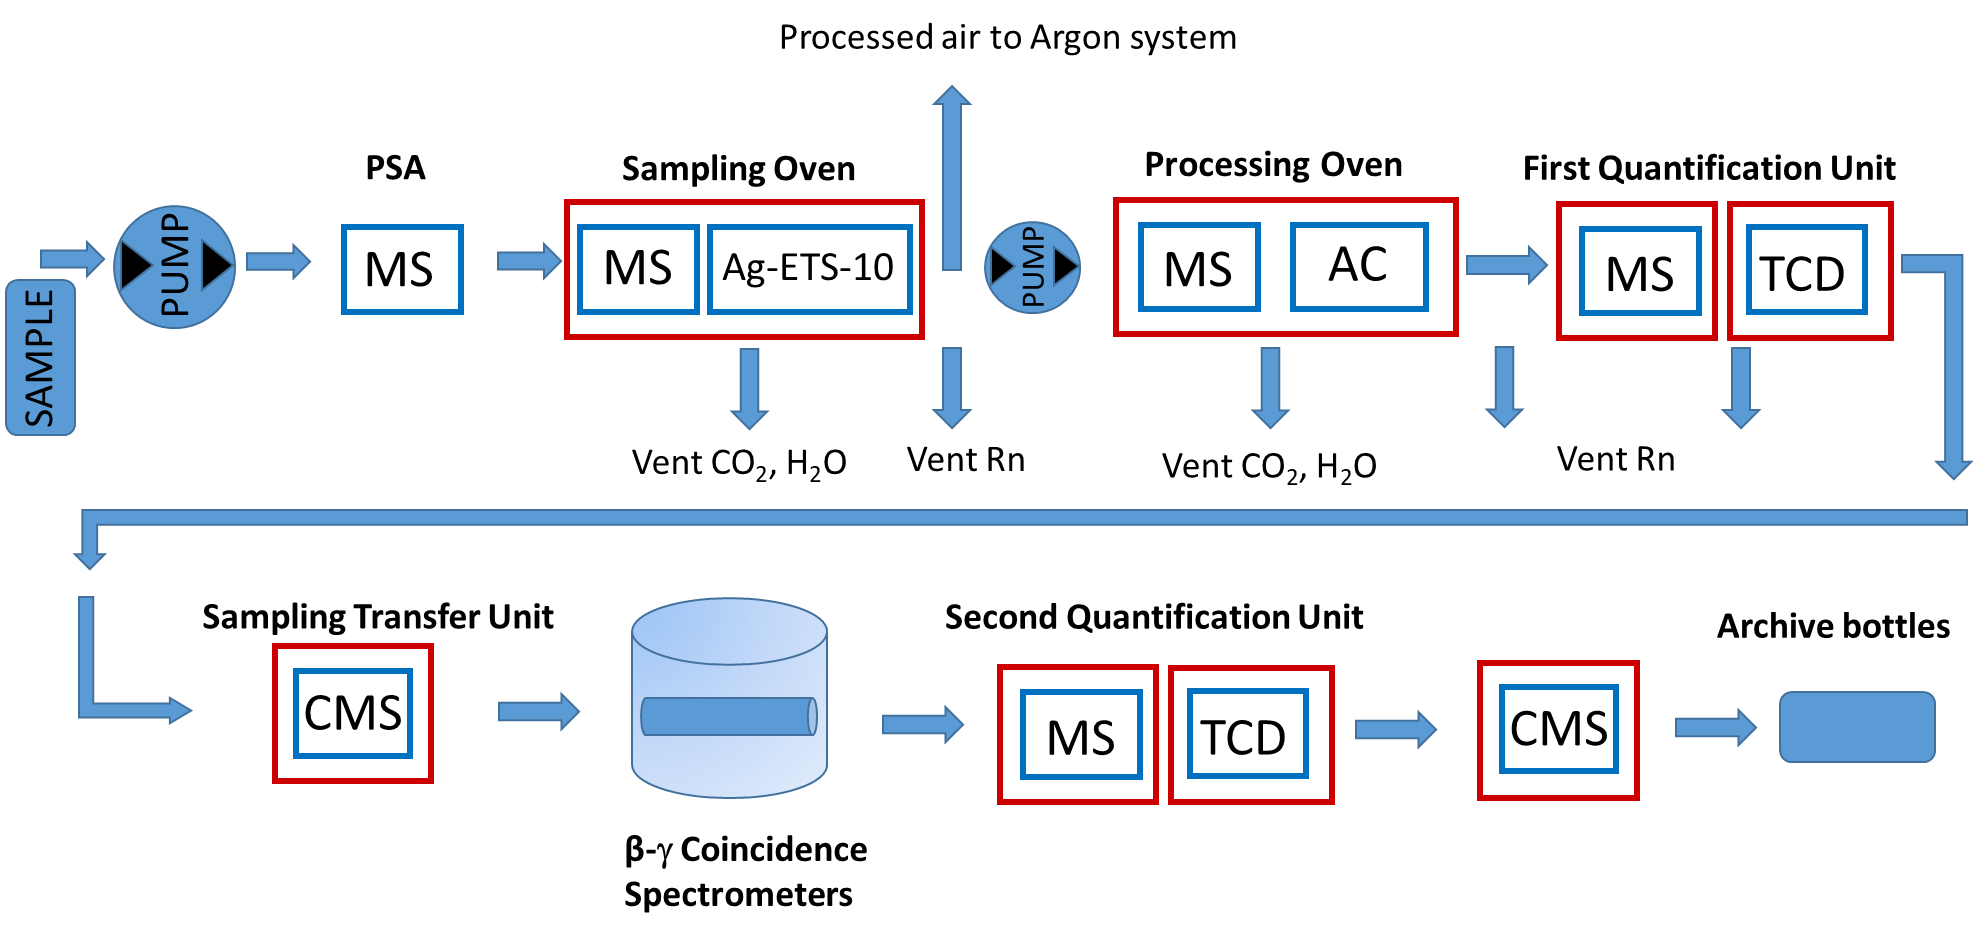 Processed air to Argon system
PSA
Sampling Oven
Processing Oven
First Quantification Unit
SAMPLE
PUMP
MS
MS
Ag-ETS-10
PUMP
MS
AC
MS
TCD
Vent CO₂, H₂O
Vent Rn
Vent CO₂, H₂O
Vent Rn
Sampling Transfer Unit
Second Quantification Unit
Archive bottles
CMS
MS
TCD
CMS
β-γ Coincidence
Spectrometers